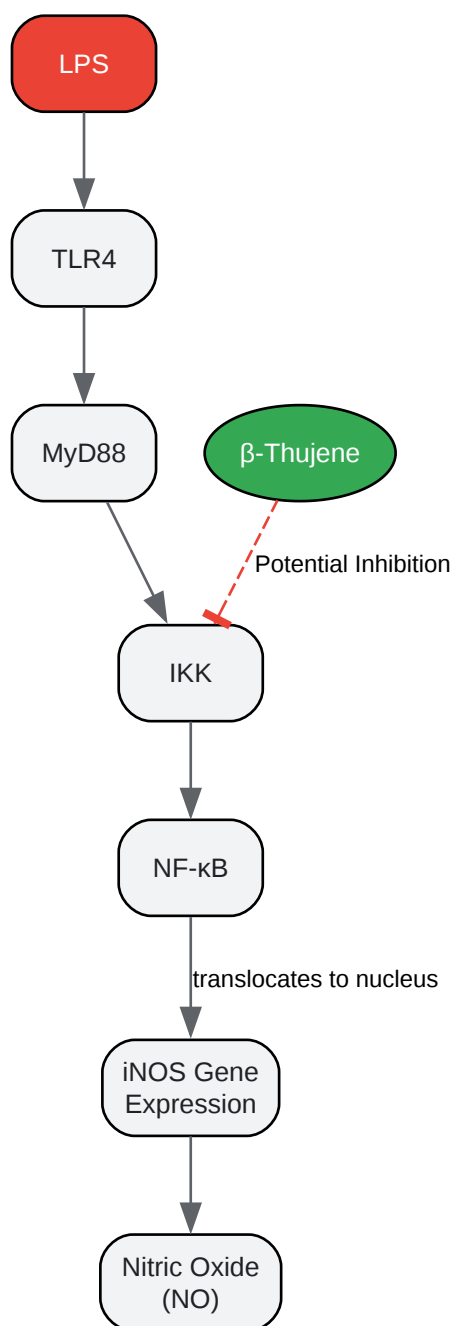 LPS
TLR4
MyD88
β-Thujene
Potential Inhibition
IKK
NF-κB
translocates to nucleus
iNOS Gene
Expression
Nitric Oxide
(NO)